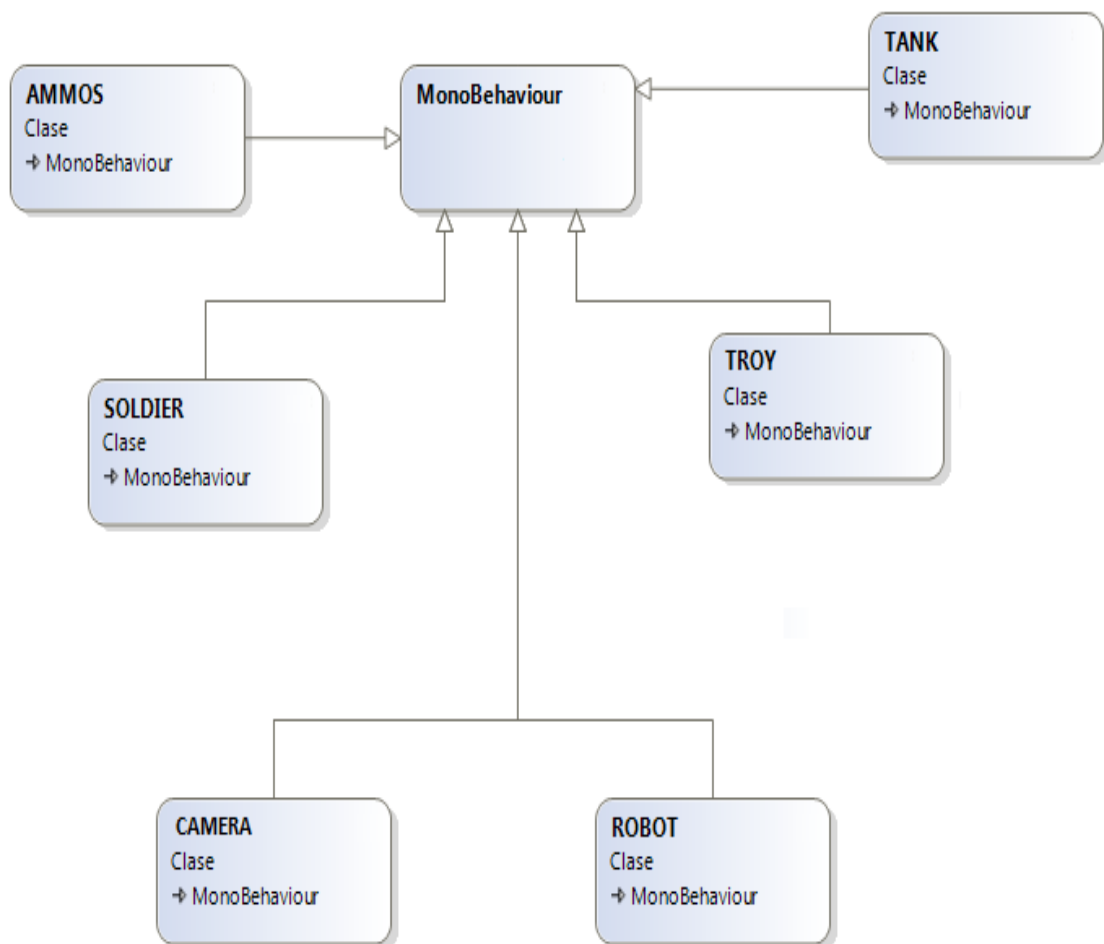 AMMOS
Clase
MonoBehaviour
MonoBehaviour
TANK
Clase
MonoBehaviour
SOLDIER
Clase
MonoBehaviour
TROY
Clase
MonoBehaviour
CAMERA
Clase
MonoBehaviour
ROBOT
Clase
MonoBehaviour